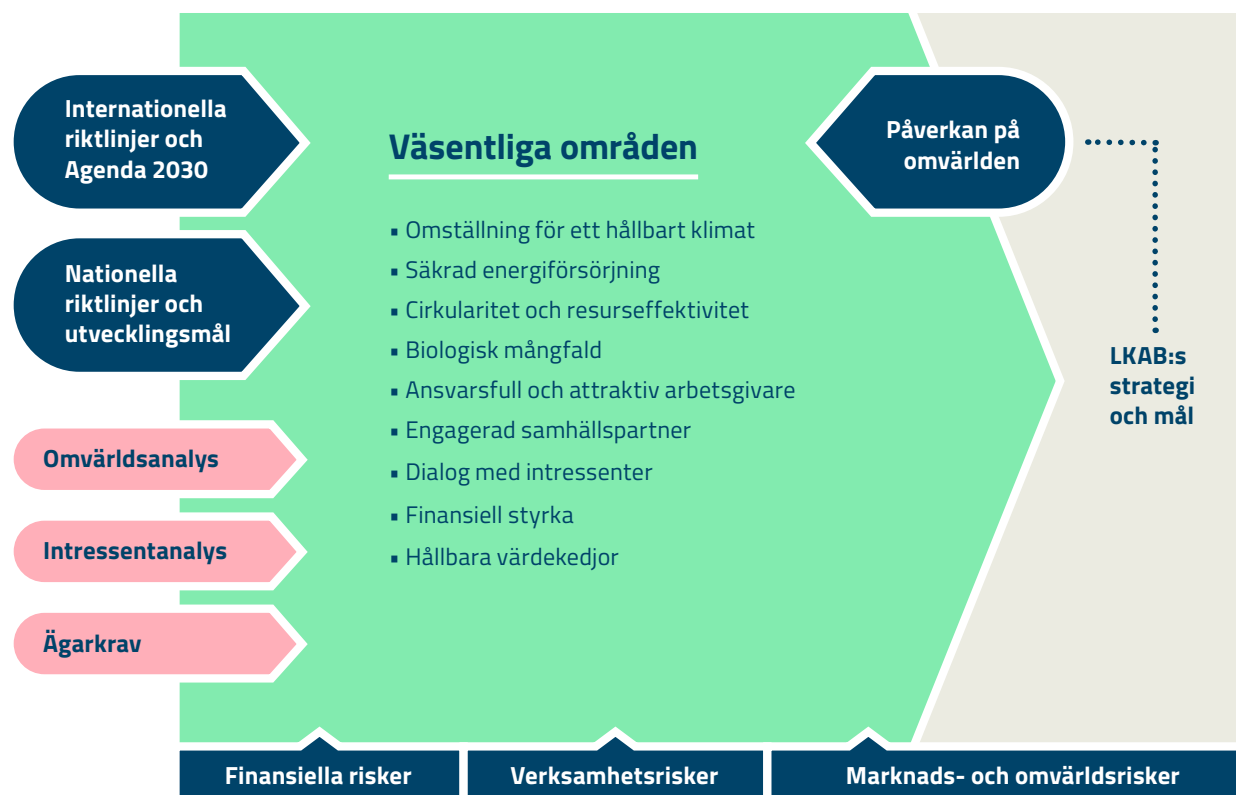 Internationella
riktlinjer och
Agenda 2030
Nationella
riktlinjer och
utvecklingsmål
Omvärldsanalys
Intressentanalys
Ägarkrav
Väsentliga områden
▪ Omställning för ett hållbart klimat
▪ Säkrad energiförsörjning
▪ Cirkularitet och resurseffektivitet
▪ Biologisk mångfald
▪ Ansvarsfull och attraktiv arbetsgivare
▪ Engagerad samhällspartner
▪ Dialog med intressenter
▪ Finansiell styrka
▪ Hållbara värdekedjor
Påverkan på
omvärlden
LKAB:s
strategi
och mål
Finansiella risker
Verksamhetsrisker
Marknads- och omvärldsrisker